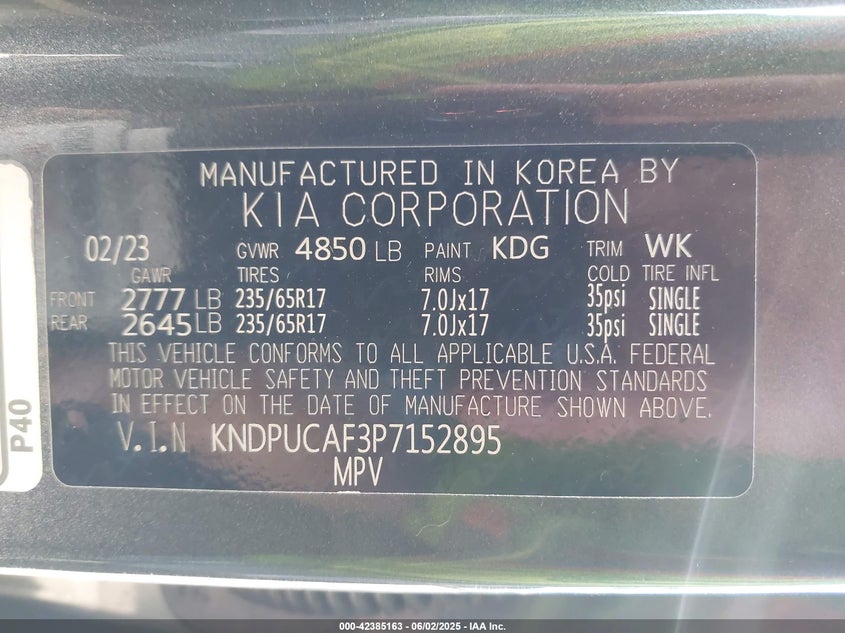 MANUFACTURED IN KOREA BY
KIA CORPORATION
02/23 GVWR 4850 LB PAINT KDG TRIM WK
GAWR TIRES RIMS COLD TIRE INFL
FRONT 2777 LB 235/65R17 7.0Jx17 35psi SINGLE
REAR 2645 LB 235/65R17 7.0Jx17 35psi SINGLE
THIS VEHICLE CONFORMS TO ALL APPLICABLE U.S.A. FEDERAL
MOTOR VEHICLE SAFETY AND THEFT PREVENTION STANDARDS
IN EFFECT ON THE DATE OF MANUFACTURE SHOWN ABOVE.
V.I.N KNDPUCAF3P7152895
MPV
P40
000-42385163 - 06/02/2025 - IAA Inc.